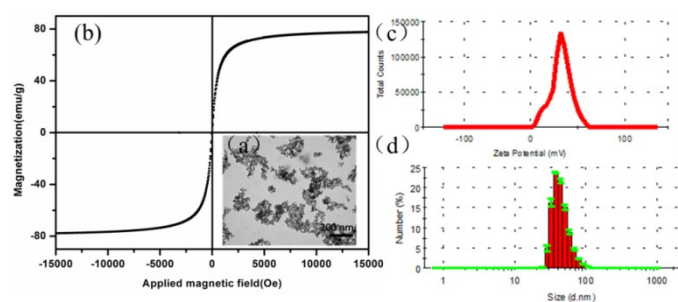 (b)
80
40
0
-40
-80
Magnetization(emu/g)
-15000 -10000 -5000 0 5000 10000 15000
Applied magnetic field(Oe)
(a)
200 nm
(c)
150000
100000
50000
0
Total Counts
-100 0 100
Zeta Potential (mV)
(d)
25
20
15
10
5
0
Number (%)
1 10 100 1000
Size (d.nm)